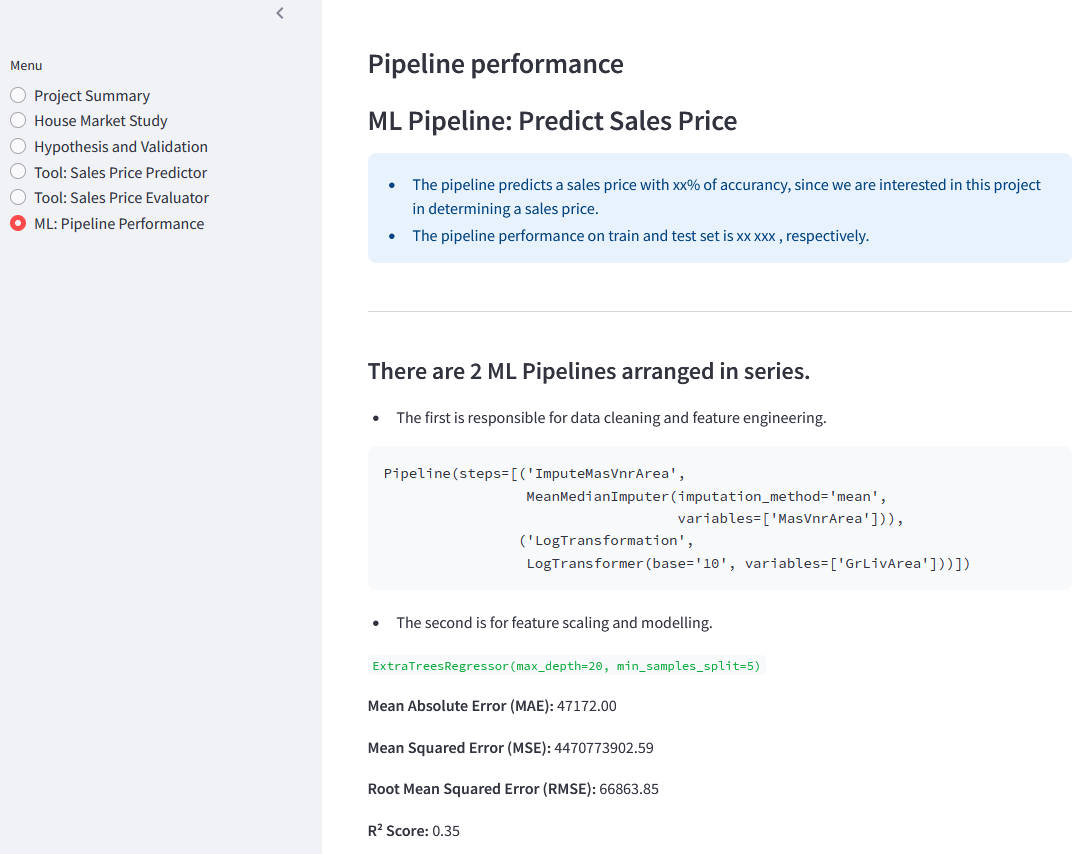 Menu
Project Summary
House Market Study
Hypothesis and Validation
Tool: Sales Price Predictor
Tool: Sales Price Evaluator
ML: Pipeline Performance
Pipeline performance
ML Pipeline: Predict Sales Price
• The pipeline predicts a sales price with xx% of accurancy, since we are interested in this project
in determining a sales price.
• The pipeline performance on train and test set is xx xxx , respectively.
There are 2 ML Pipelines arranged in series.
• The first is responsible for data cleaning and feature engineering.
Pipeline(steps=[('ImputeMasVnrArea',
MeanMedianImputer(imputation_method='mean',
variables=['MasVnrArea'])),
('LogTransformation',
LogTransformer(base='10', variables=['GrLivArea']))])
• The second is for feature scaling and modelling.
ExtraTreesRegressor(max_depth=20, min_samples_split=5)
Mean Absolute Error (MAE): 47172.00
Mean Squared Error (MSE): 4470773902.59
Root Mean Squared Error (RMSE): 66863.85
R² Score: 0.35